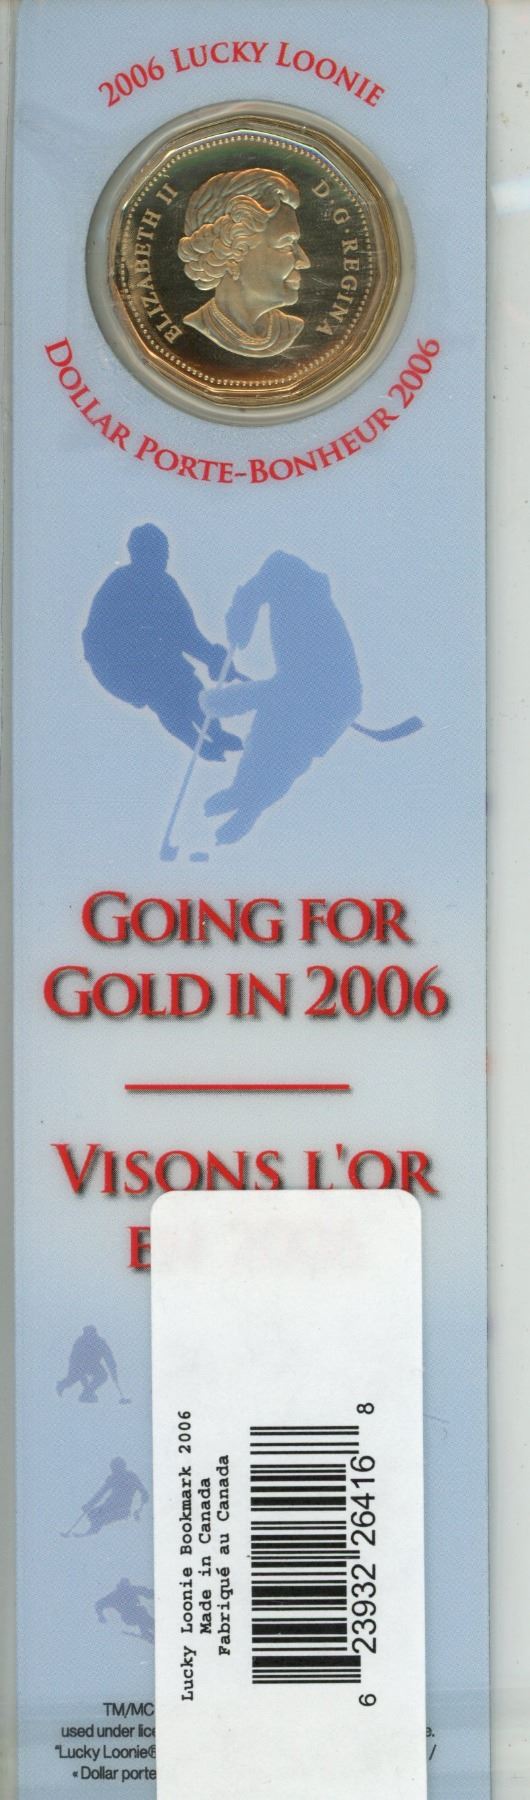 2006 LUCKY LOONIE
ELIZABETH II D·G·REGINA
DOLLAR PORTE-BONHEUR 2006
GOING FOR
GOLD IN 2006
VISONS L'OR
Lucky Loonie Bookmark 2006
Made in Canada
Fabriqué au Canada
6 23932 26416 8
TM/MC
used under
"Lucky Loonie®
« Dollar porte